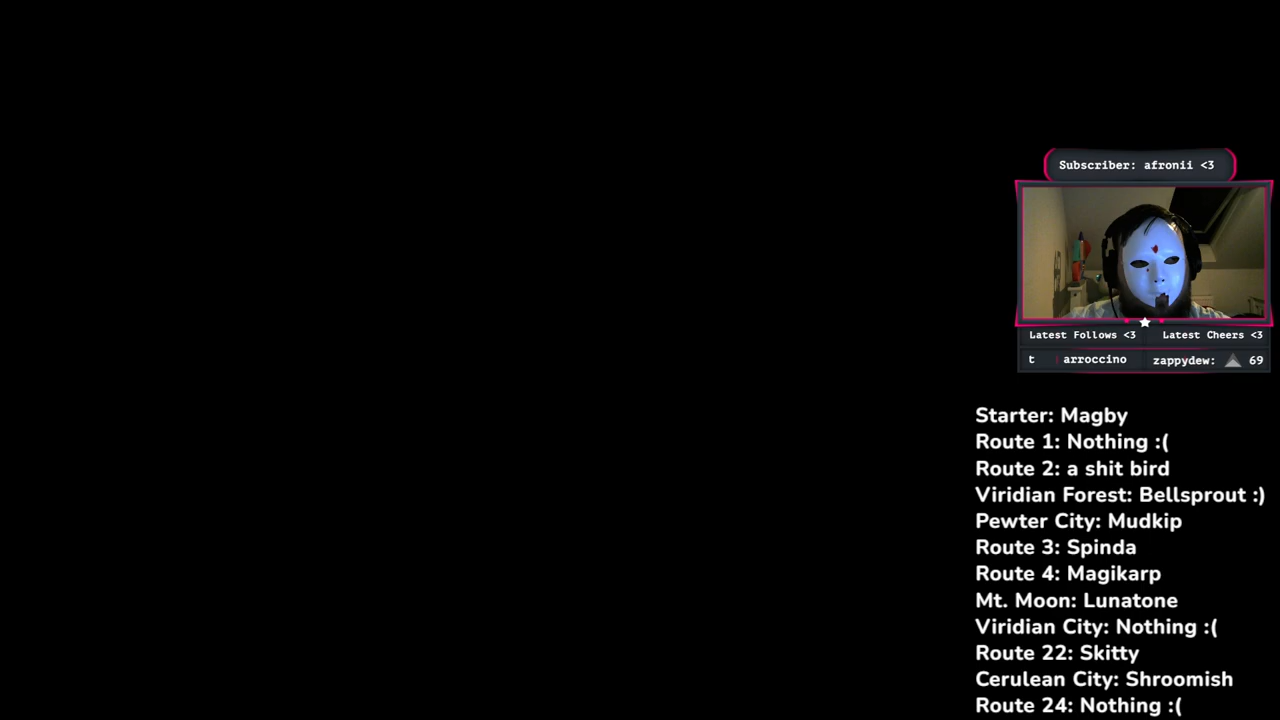 Subscriber: afronii <3
Latest Follows <3
Latest Cheers <3
t
arroccino
zappydew: 69
Starter: Magby
Route 1: Nothing :(
Route 2: a shit bird
Viridian Forest: Bellsprout :)
Pewter City: Mudkip
Route 3: Spinda
Route 4: Magikarp
Mt. Moon: Lunatone
Viridian City: Nothing :(
Route 22: Skitty
Cerulean City: Shroomish
Route 24: Nothing :(